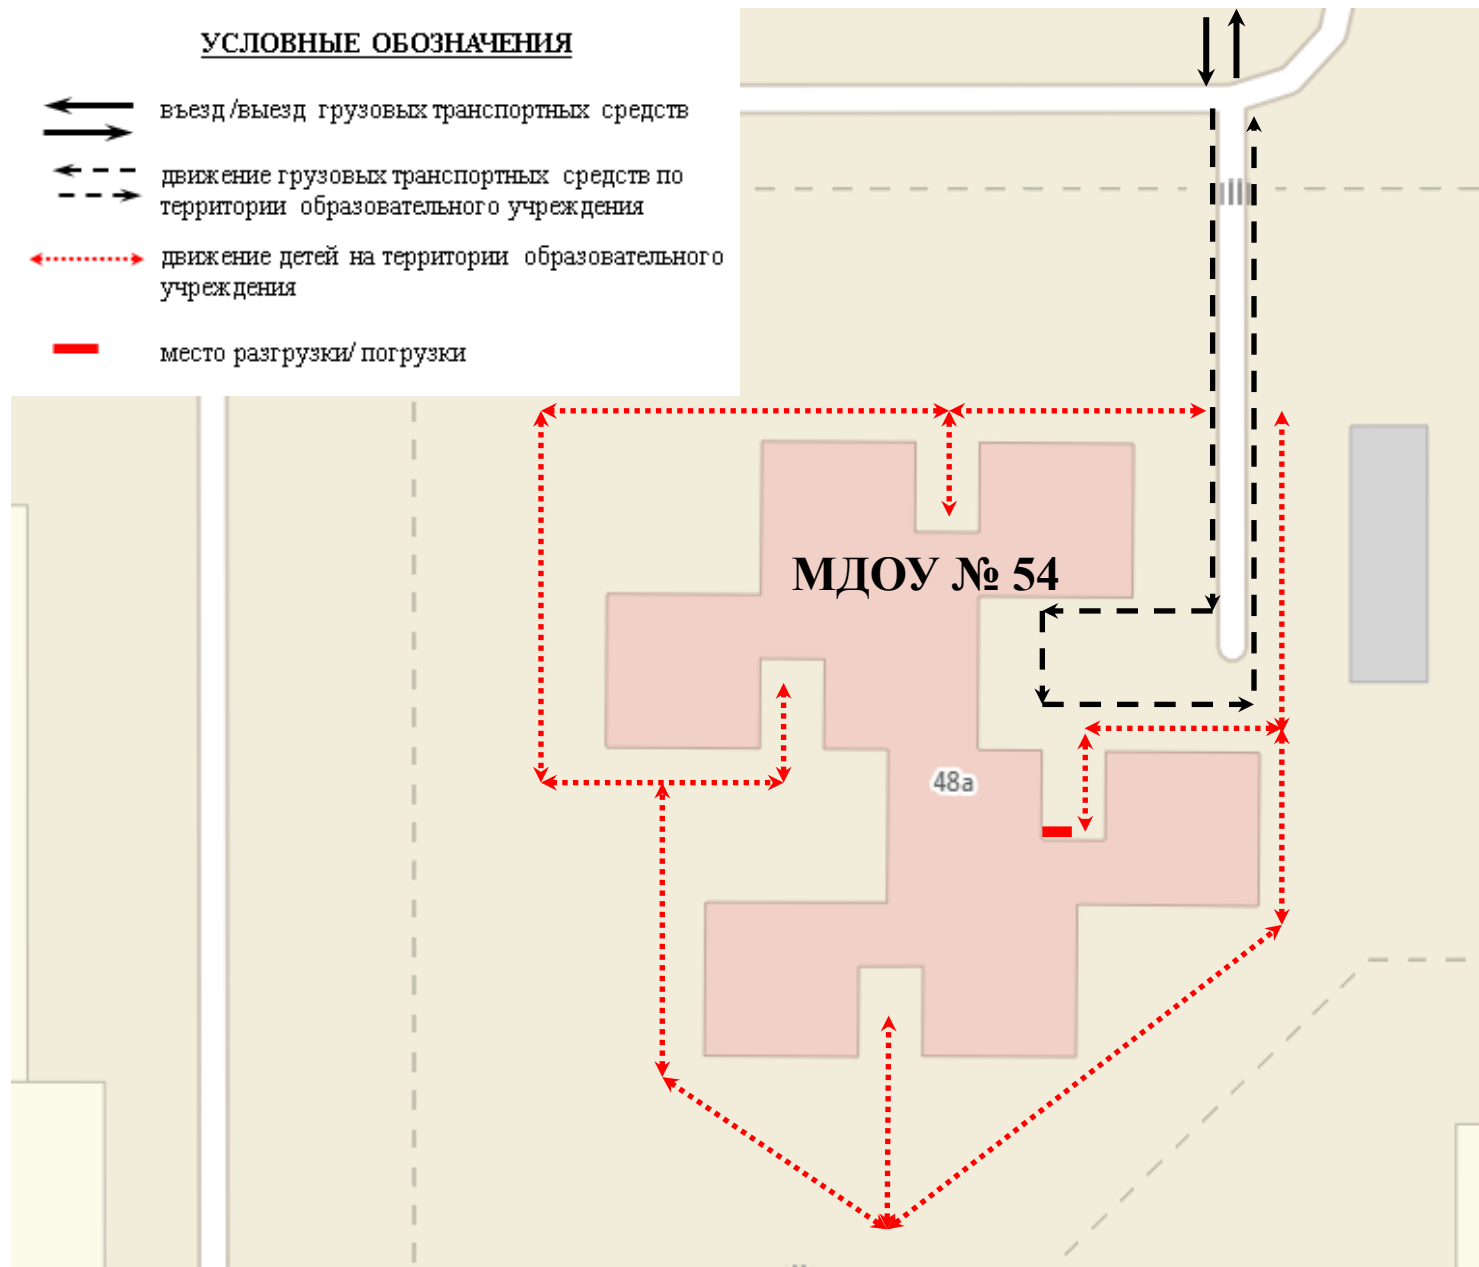 УСЛОВНЫЕ ОБОЗНАЧЕНИЯ
въезд /выезд грузовых транспортных средств
движение грузовых транспортных средств по
территории образовательного учреждения
движение детей на территории образовательного
учреждения
место разгрузки/ погрузки
МДОУ № 54
48а